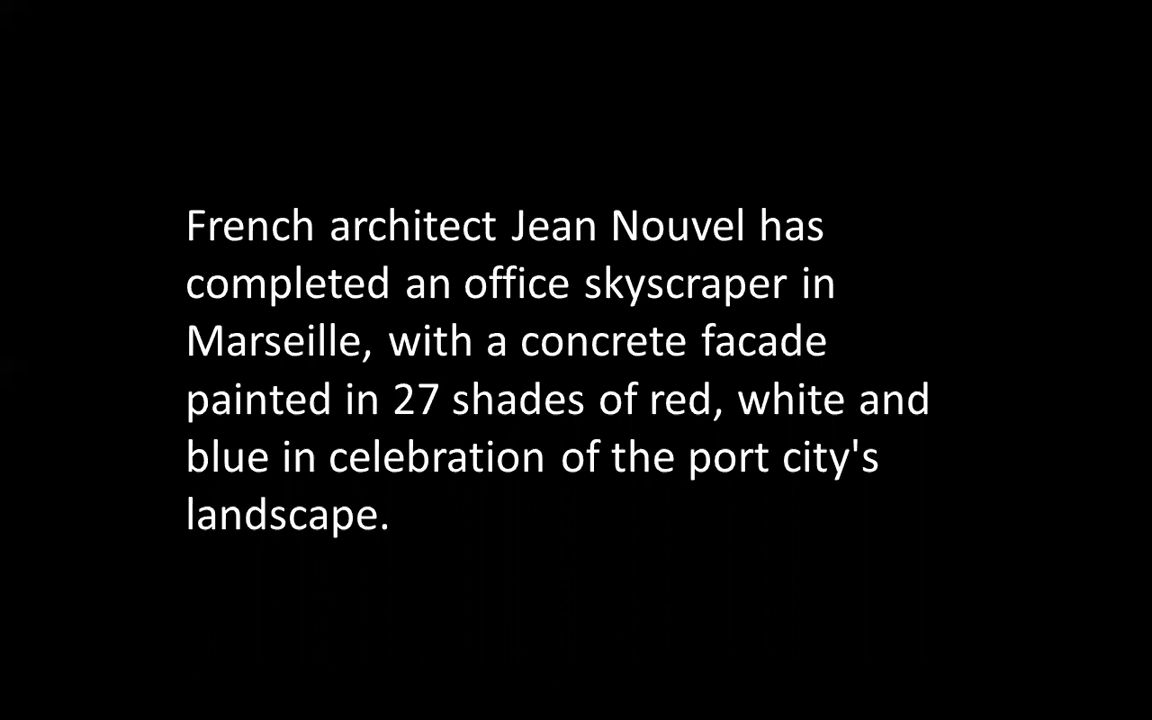 French architect Jean Nouvel has
completed an office skyscraper in
Marseille, with a concrete facade
painted in 27 shades of red, white and
blue in celebration of the port city's
landscape.